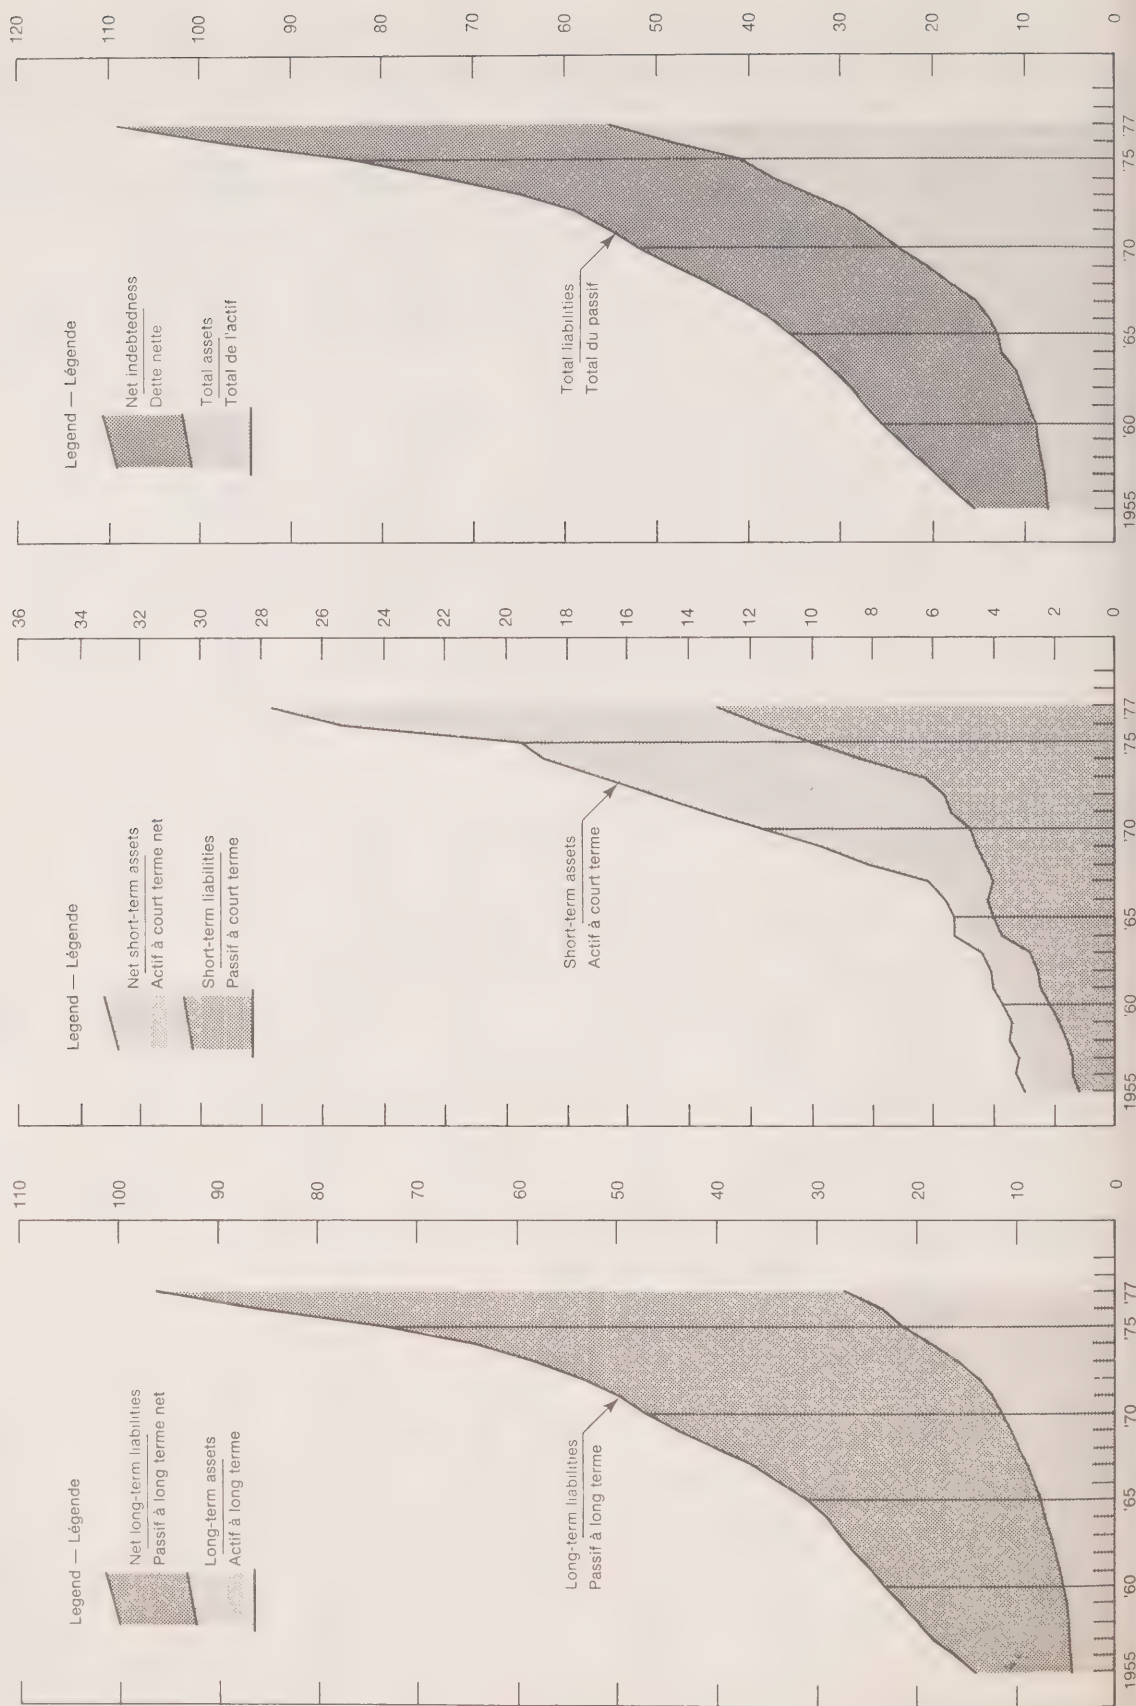 Legend — Légende
Net long-term liabilities
Passif à long terme net
Long-term assets
Actif à long terme
Long-term liabilities
Passif à long terme
110
100
90
80
70
60
50
40
30
20
10
0
1955 '60 '65 '70 '75 '77
Legend — Légende
Net short-term assets
Actif à court terme net
Short-term liabilities
Passif à court terme
Short-term assets
Actif à court terme
36
34
32
30
28
26
24
22
20
18
16
14
12
10
8
6
4
2
0
1955 '60 '65 '70 '75 '77
Legend — Légende
Net indebtedness
Dette nette
Total assets
Total de l'actif
Total liabilities
Total du passif
120
110
100
90
80
70
60
50
40
30
20
10
0
1955 '60 '65 '70 '75 '77